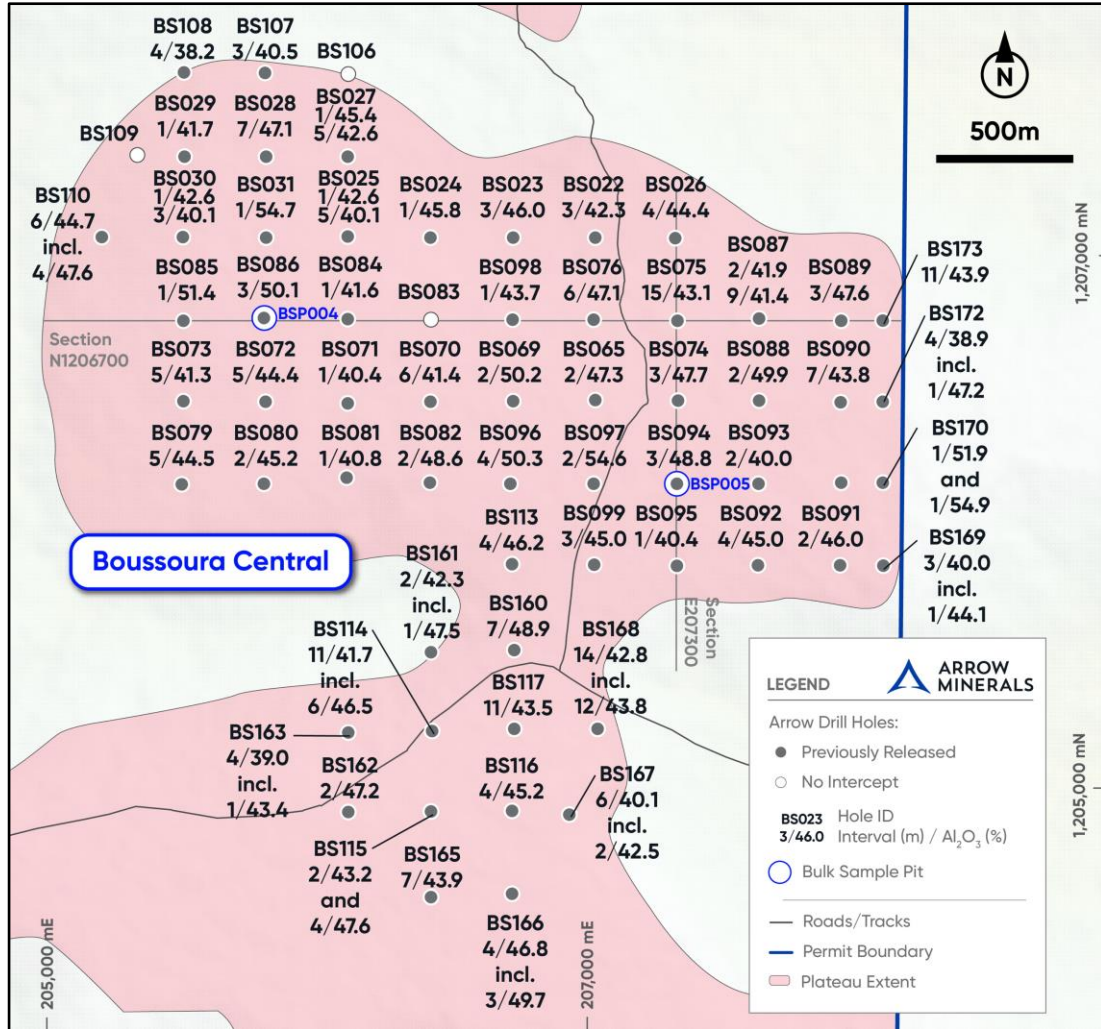 BS108
4/38.2
BS107
3/40.5
BS106
N
500m
BS109
BS029
1/41.7
BS028
7/47.1
BS027
1/45.4
5/42.6
BS110
6/44.7
incl.
4/47.6
BS030
1/42.6
3/40.1
BS031
1/54.7
BS025
1/42.6
5/40.1
BS024
1/45.8
BS023
3/46.0
BS022
3/42.3
BS026
4/44.4
1,207,000 mN
BS085
1/51.4
BS086
3/50.1
BSP004
BS084
1/41.6
BS083
BS098
1/43.7
BS076
6/47.1
BS075
15/43.1
BS087
2/41.9
9/41.4
BS089
3/47.6
BS173
11/43.9
Section
N1206700
BS073
5/41.3
BS072
5/44.4
BS071
1/40.4
BS070
6/41.4
BS069
2/50.2
BS065
2/47.3
BS074
3/47.7
BS088
2/49.9
BS090
7/43.8
BS172
4/38.9
incl.
1/47.2
BS079
5/44.5
BS080
2/45.2
BS081
1/40.8
BS082
2/48.6
BS096
4/50.3
BS097
2/54.6
BS094
3/48.8
BSP005
BS093
2/40.0
BS170
1/51.9
and
1/54.9
Boussoura Central
BS113
4/46.2
BS099
3/45.0
BS095
1/40.4
BS092
4/45.0
BS091
2/46.0
BS169
3/40.0
incl.
1/44.1
BS161
2/42.3
incl.
1/47.5
BS160
7/48.9
Section
E207300
BS114
11/41.7
incl.
6/46.5
BS168
14/42.8
incl.
12/43.8
BS117
11/43.5
BS163
4/39.0
incl.
1/43.4
BS162
2/47.2
BS116
4/45.2
BS167
6/40.1
incl.
2/42.5
BS115
2/43.2
and
4/47.6
BS165
7/43.9
BS166
4/46.8
incl.
3/49.7
205,000 mE
207,000 mE
1,205,000 mN
LEGEND
ARROW
MINERALS
Arrow Drill Holes:
Previously Released
No Intercept
BS023
3/46.0
Hole ID
Interval (m) / Al₂O₃ (%)
Bulk Sample Pit
Roads/Tracks
Permit Boundary
Plateau Extent